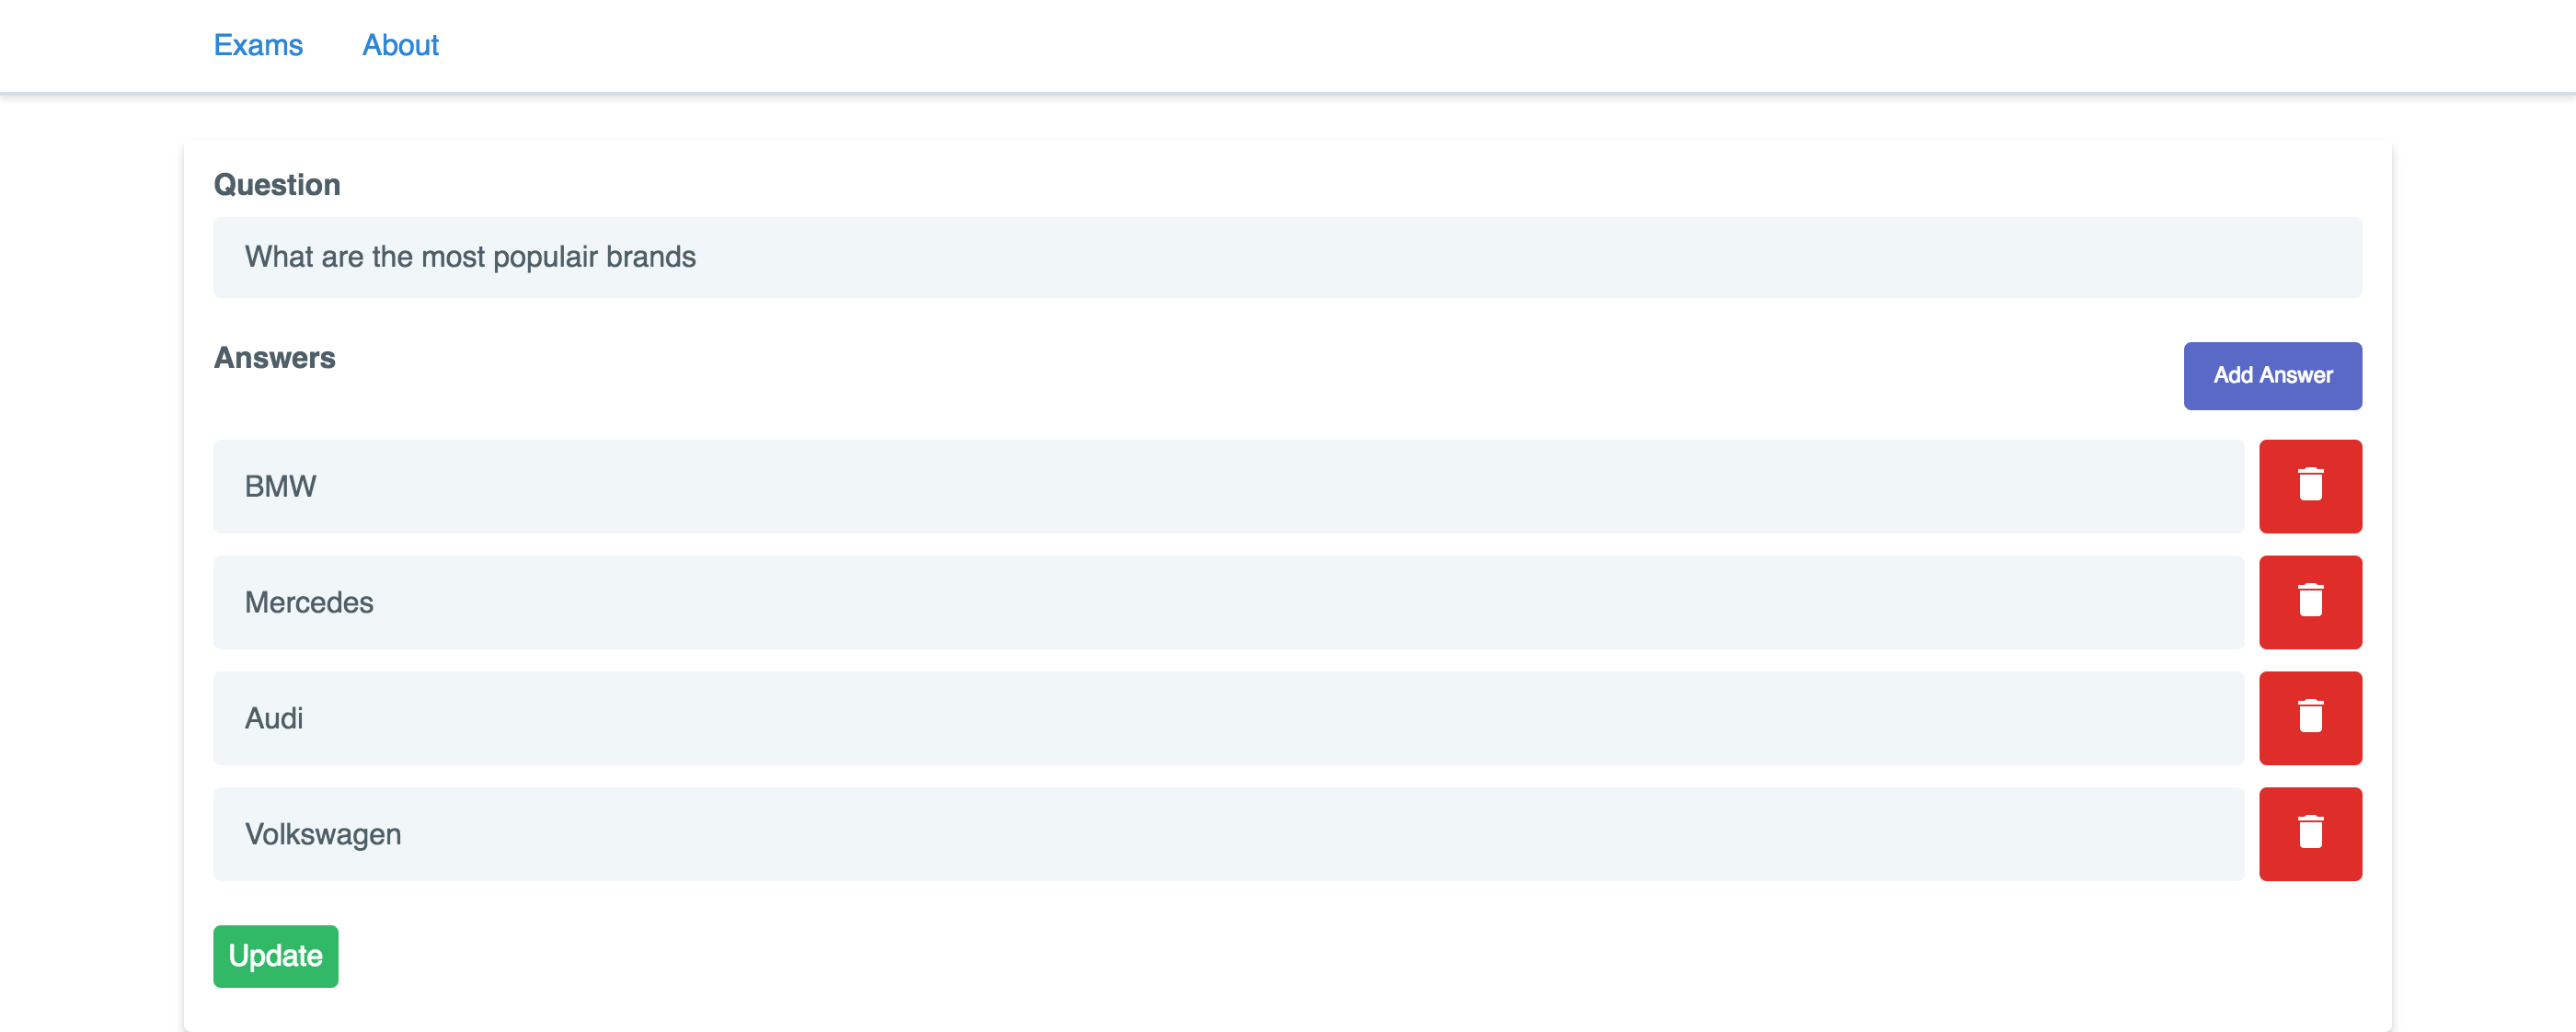 Exams About
Question
What are the most populair brands
Answers
Add Answer
BMW
Mercedes
Audi
Volkswagen
Update